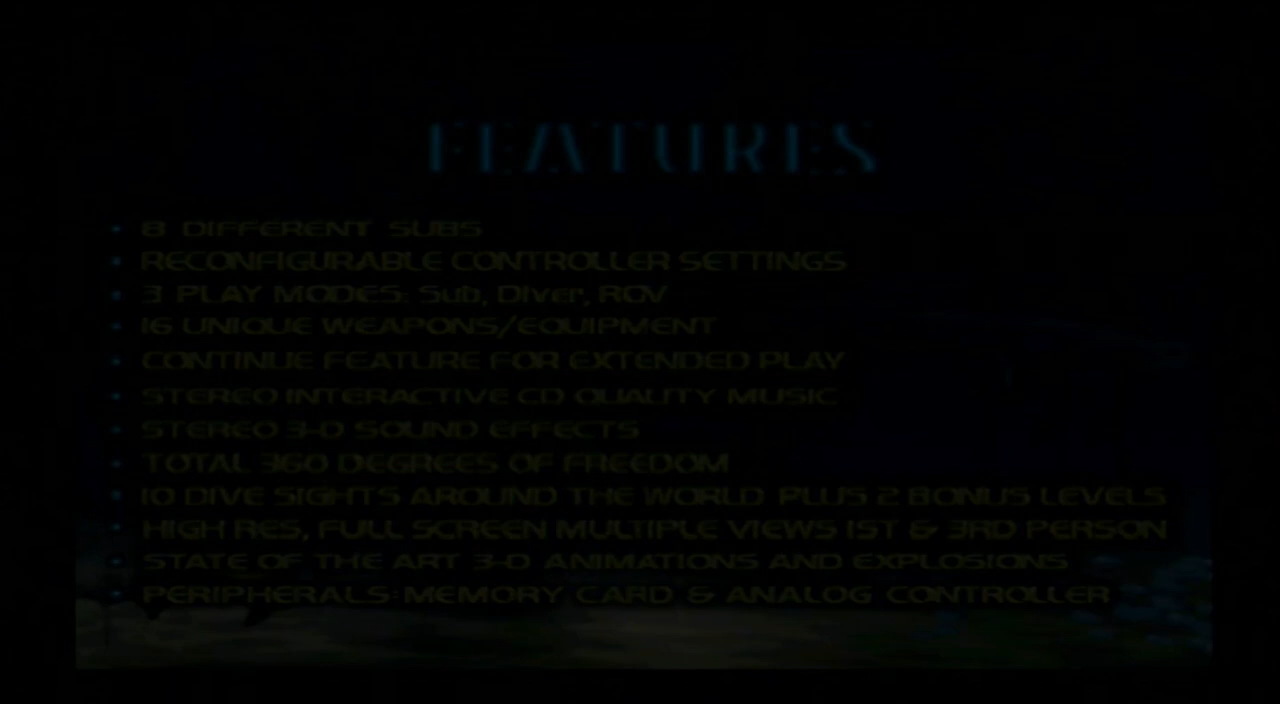 FEATURES
• 8 DIFFERENT SUBS
• RECONFIGURABLE CONTROLLER SETTINGS
• 3 PLAY MODES: Sub, Diver, ROV
• 16 UNIQUE WEAPONS/EQUIPMENT
• CONTINUE FEATURE FOR EXTENDED PLAY
• STEREO INTERACTIVE CD QUALITY MUSIC
• STEREO 3-D SOUND EFFECTS
• TOTAL 360 DEGREES OF FREEDOM
• 10 DIVE SIGHTS AROUND THE WORLD PLUS 2 BONUS LEVELS
• HIGH RES, FULL SCREEN MULTIPLE VIEWS 1ST & 3RD PERSON
• STATE OF THE ART 3-D ANIMATIONS AND EXPLOSIONS
• PERIPHERALS: MEMORY CARD & ANALOG CONTROLLER